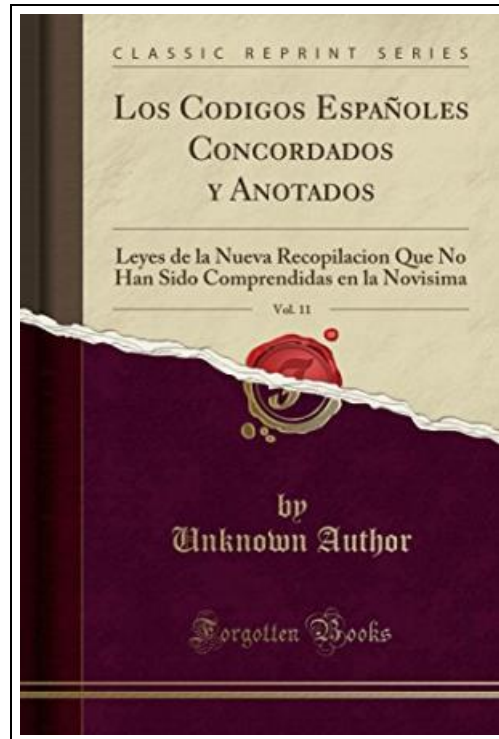 CLASSIC REPRINT SERIES
LOS CODIGOS ESPAÑOLES
CONCORDADOS
Y ANOTADOS
Leyes de la Nueva Recopilacion Que No
Han Sido Comprendidas en la Novisima
Vol. 11
F
by
Unknown Author
Forgotten Books